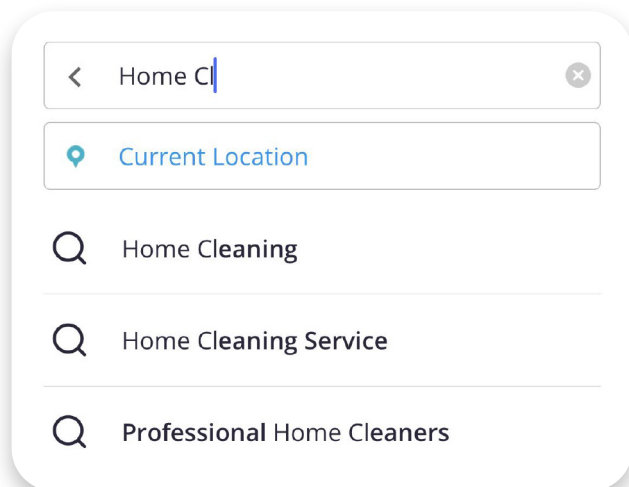 Home Cl
Current Location
Home Cleaning
Home Cleaning Service
Professional Home Cleaners